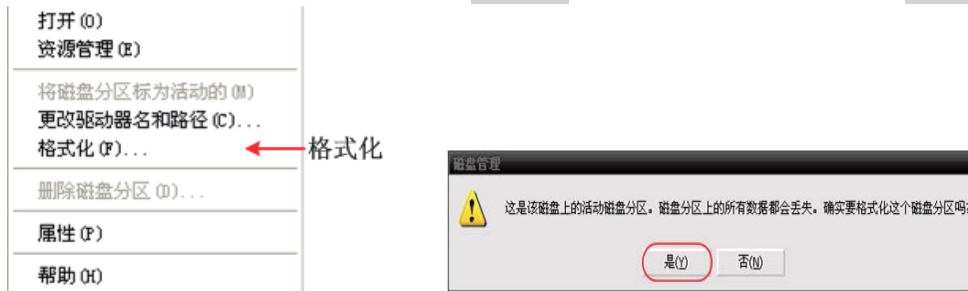 打开(O)
资源管理(E)
将磁盘分区标为活动的(M)
更改驱动器名和路径(C)...
格式化(F)...
格式化
删除磁盘分区(D)...
属性(P)
帮助(H)
磁盘管理
这是该磁盘上的活动磁盘分区。磁盘分区上的所有数据都会丢失。确实要格式化这个磁盘分区吗
是(Y)
否(N)